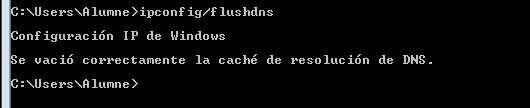 C:\Users\Alumne>ipconfig/flushdns
Configuración IP de Windows
Se vació correctamente la caché de resolución de DNS.
C:\Users\Alumne>